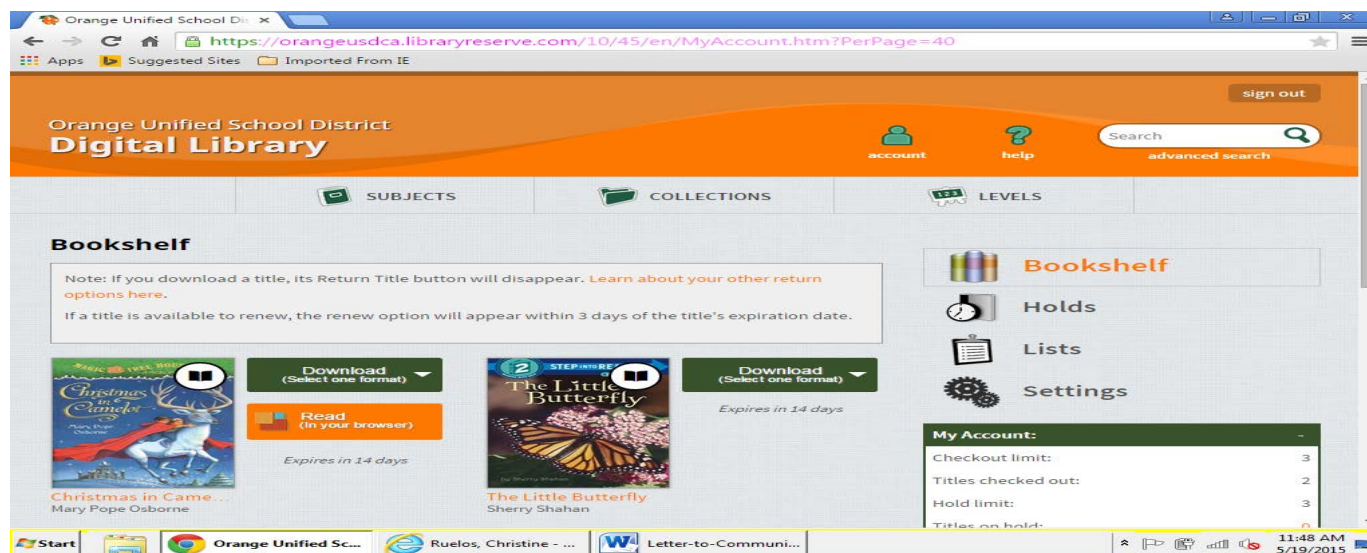 Orange Unified School Di
https://orangeusdca.libraryreserve.com/10/45/en/MyAccount.htm?PerPage=40
Apps Suggested Sites Imported From IE
sign out
Orange Unified School District
Digital Library
account help Search
advanced search
SUBJECTS COLLECTIONS 123 LEVELS
Bookshelf
Note: If you download a title, its Return Title button will disappear. Learn about your other return
options here.
If a title is available to renew, the renew option will appear within 3 days of the title's expiration date.
Bookshelf
Holds
Lists
Settings
Christmas
in
Camelot
Mary Pope
Osborne
Download
(Select one format)
Read
(In your browser)
Expires in 14 days
Christmas in Came...
Mary Pope Osborne
2 STEP INTO RE
The Little
Butterfly
by Sherry Shahan
Download
(Select one format)
Expires in 14 days
The Little Butterfly
Sherry Shahan
My Account: -
Checkout limit: 3
Titles checked out: 2
Hold limit: 3
Titles on hold: 0
Start Orange Unified Sc... Ruelos, Christine - ... Letter-to-Communi... 11:48 AM
5/19/2015